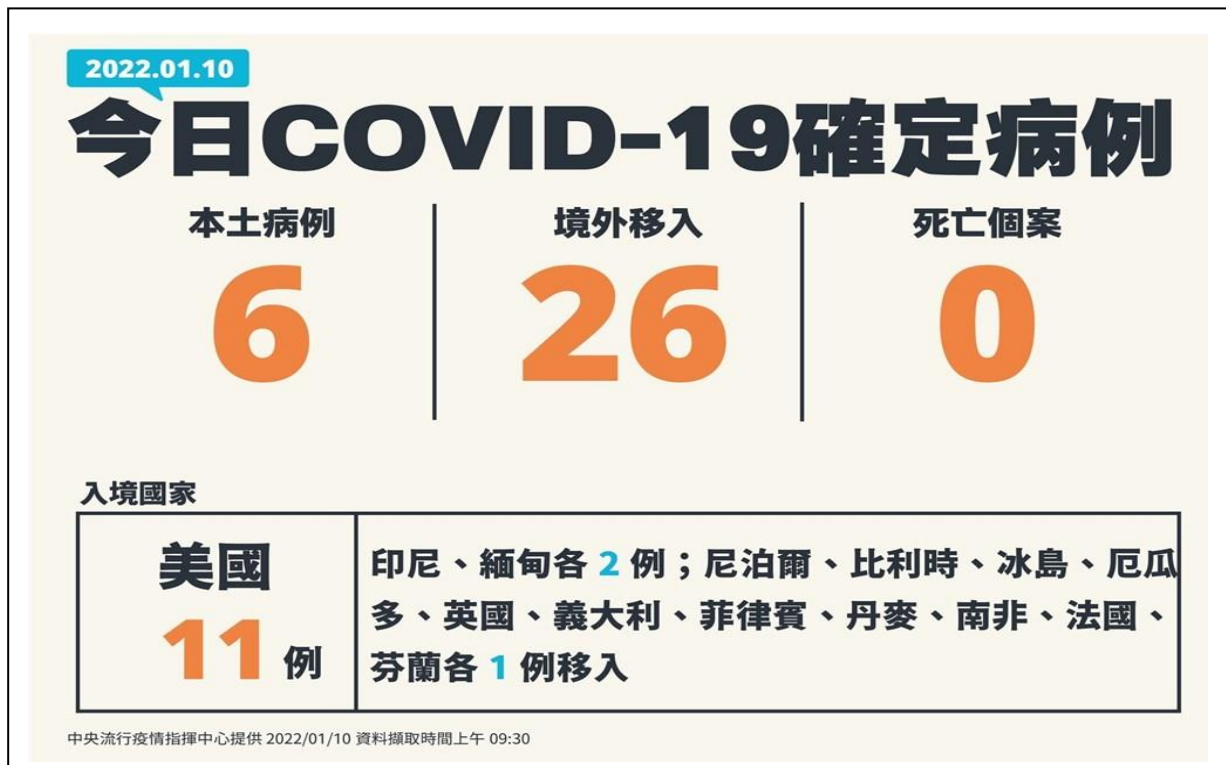 2022.01.10
今日COVID-19確定病例
本土病例
6
境外移入
26
死亡個案
0
入境國家
美國
11 例
印尼、緬甸各 2 例；尼泊爾、比利時、冰島、厄瓜
多、英國、義大利、菲律賓、丹麥、南非、法國、
芬蘭各 1 例移入
中央流行疫情指揮中心提供 2022/01/10 資料擷取時間上午 09:30